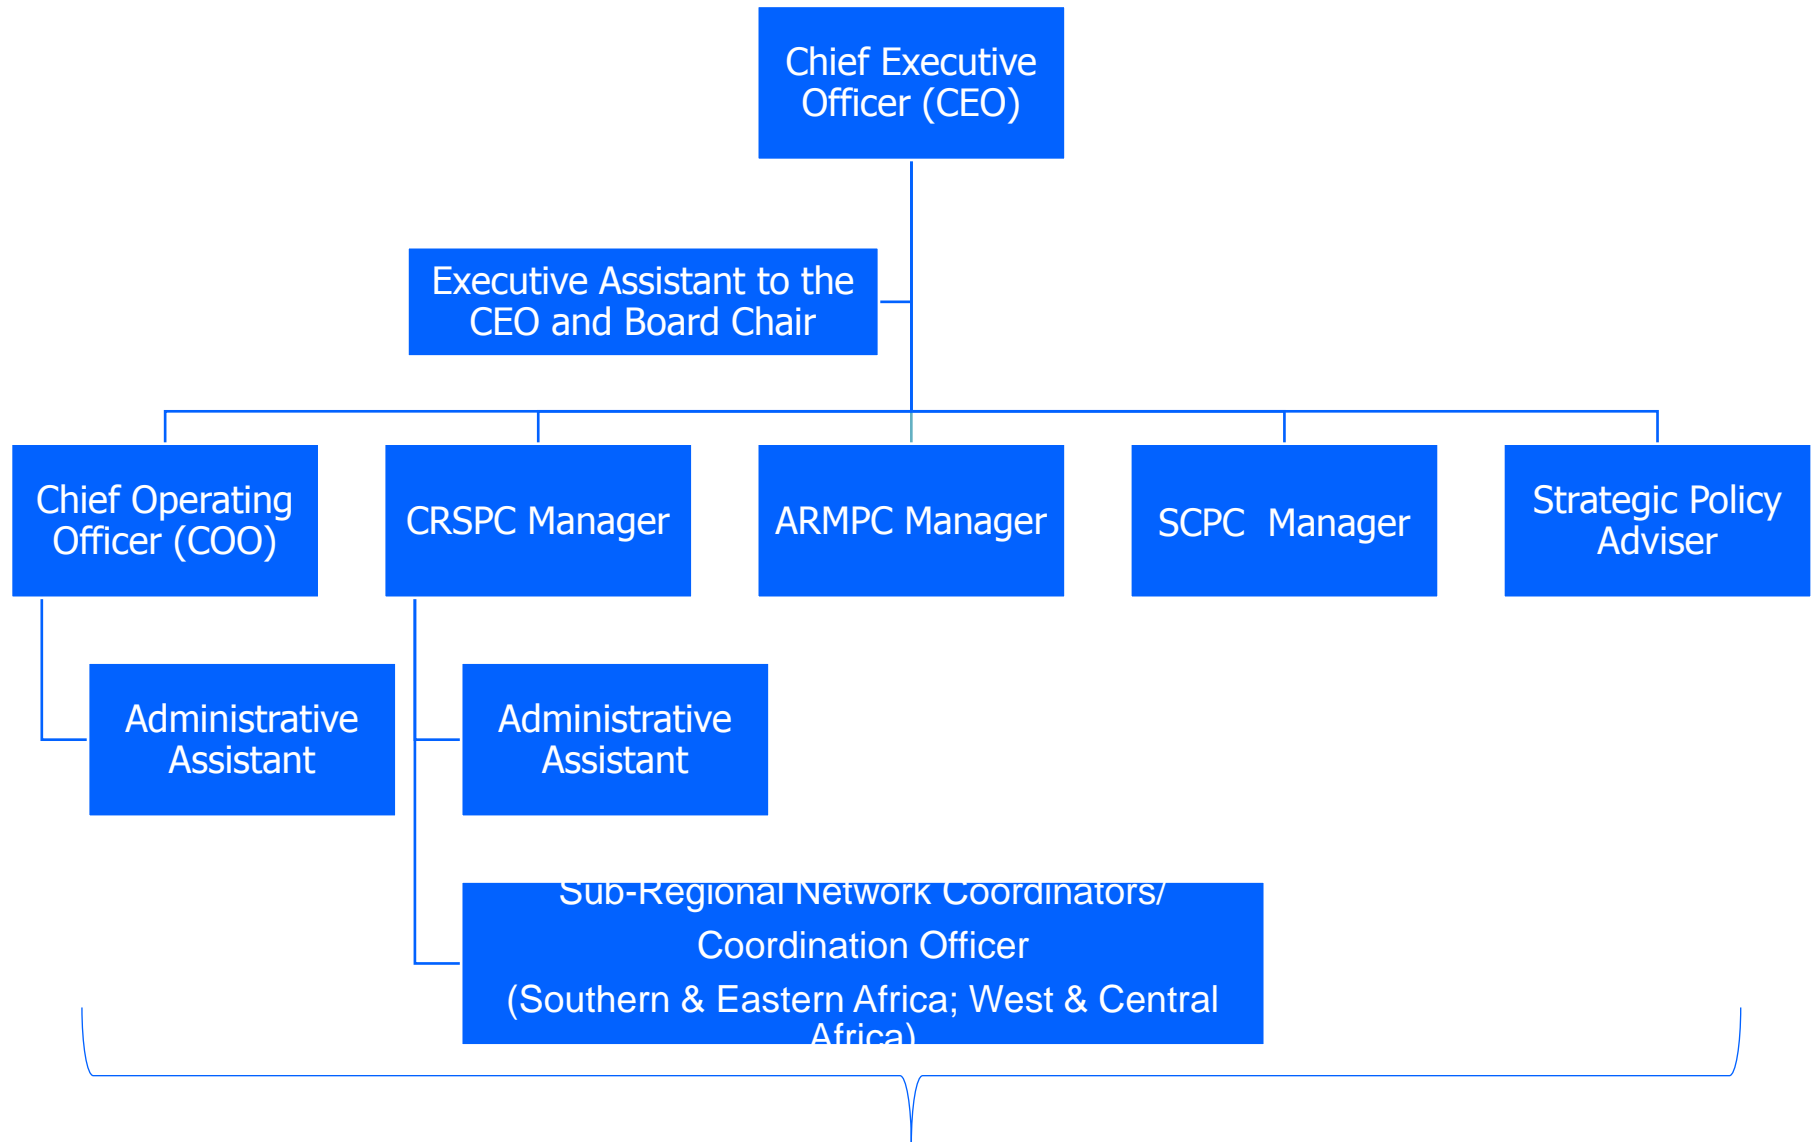 Chief Executive
Officer (CEO)
Executive Assistant to the
CEO and Board Chair
Chief Operating
Officer (COO)
CRSPC Manager
ARMPC Manager
SCPC  Manager
Strategic Policy
Adviser
Administrative
Assistant
Administrative
Assistant
Sub-Regional Network Coordinators/
Coordination Officer
(Southern & Eastern Africa; West & Central
Africa)